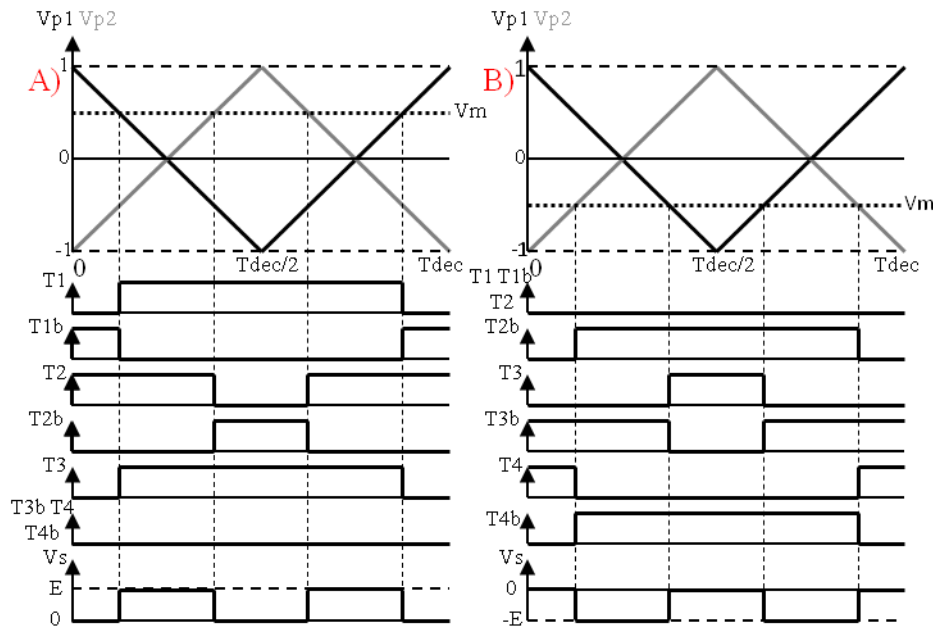 Vp1 Vp2
A)
1
Vm
0
-1
0
Tdec/2
Tdec
T1
T1b
T2
T2b
T3
T3b T4
T4b
Vs
E
0
Vp1 Vp2
B)
1
0
Vm
-1
0
Tdec/2
Tdec
T1 T1b
T2
T2b
T3
T3b
T4
T4b
Vs
0
-E